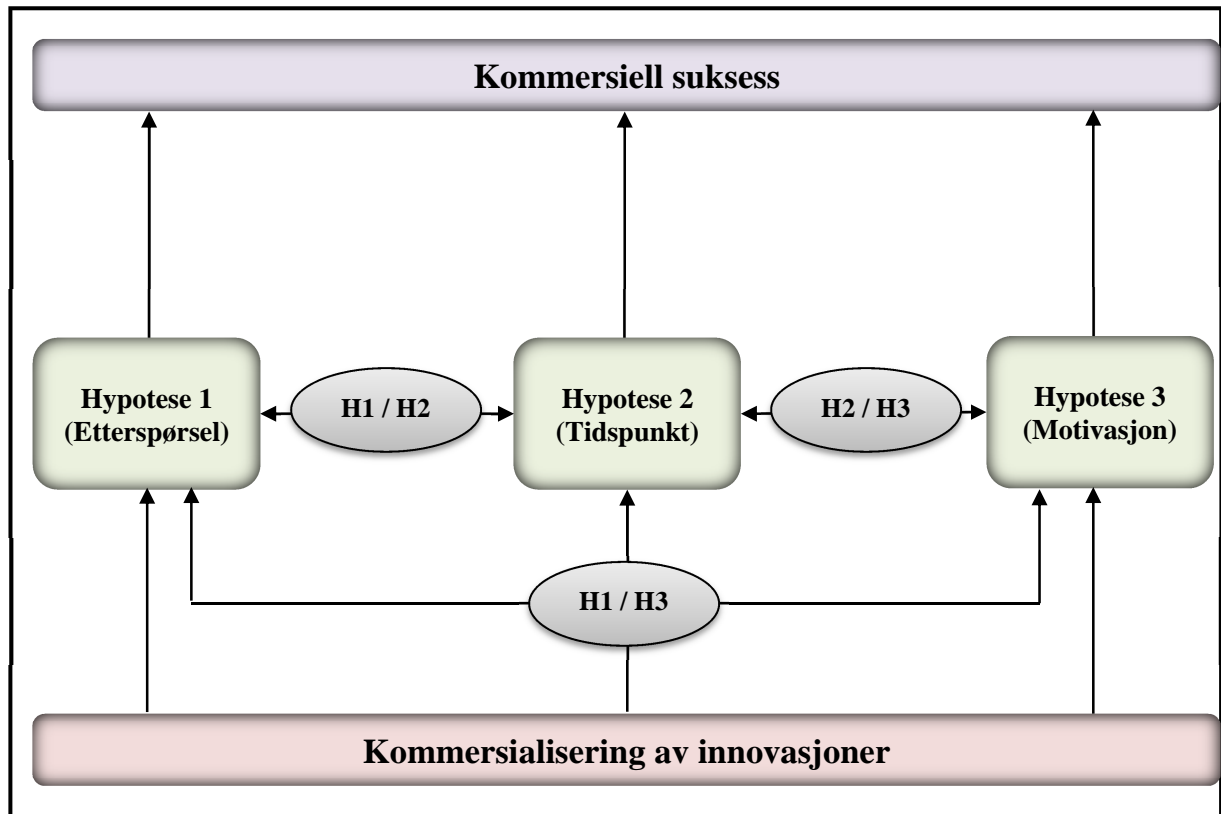 Kommersiell suksess
Hypotese 1
(Etterspørsel)
H1 / H2
Hypotese 2
(Tidspunkt)
H2 / H3
Hypotese 3
(Motivasjon)
H1 / H3
Kommersialisering av innovasjoner